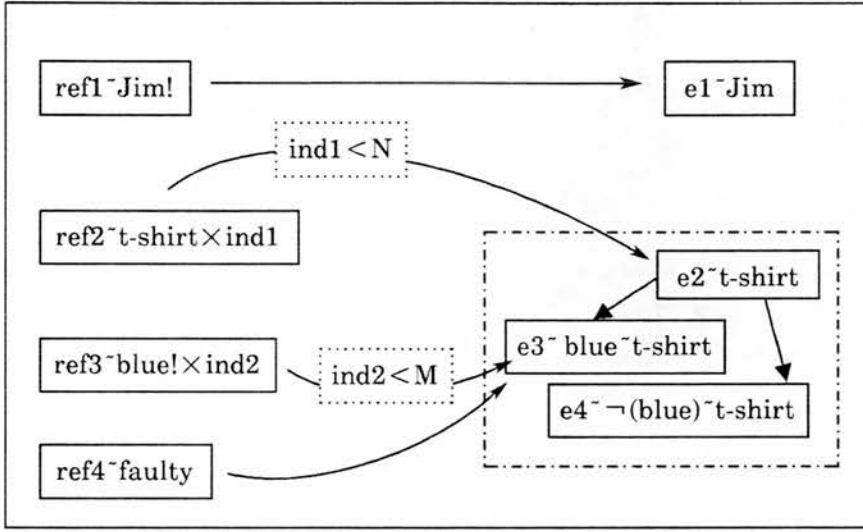 ref1~Jim!
e1~Jim
ind1<N
ref2~t-shirt×ind1
e2~t-shirt
e3~ blue~t-shirt
ref3~blue!×ind2
ind2<M
e4~ ¬(blue)~t-shirt
ref4~faulty